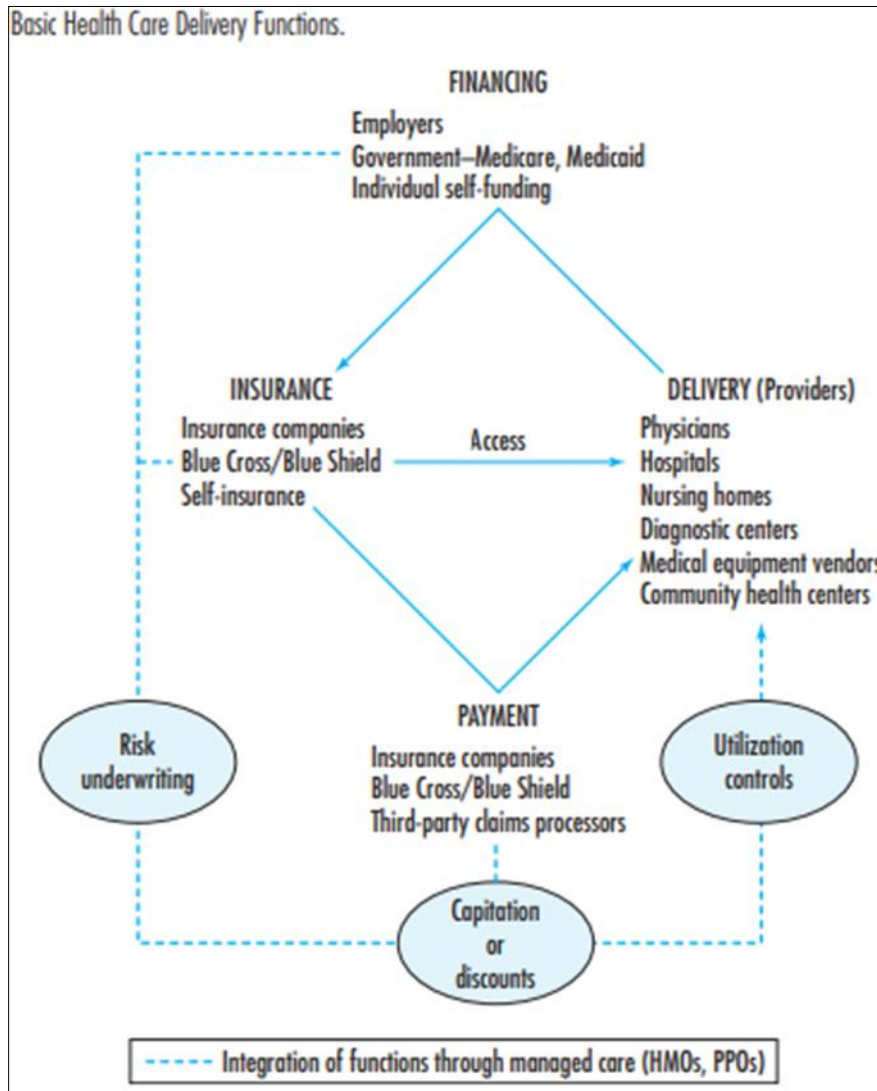 Basic Health Care Delivery Functions.
FINANCING
Employers
Government–Medicare, Medicaid
Individual self-funding
INSURANCE
Insurance companies
Blue Cross/Blue Shield
Self-insurance
Access
DELIVERY (Providers)
Physicians
Hospitals
Nursing homes
Diagnostic centers
Medical equipment vendors
Community health centers
PAYMENT
Insurance companies
Blue Cross/Blue Shield
Third-party claims processors
Risk
underwriting
Utilization
controls
Capitation
or
discounts
Integration of functions through managed care (HMOs, PPOs)